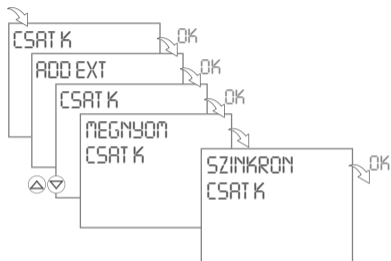 CSAT K
OK
ADD EXT
OK
CSAT K
OK
MEGNYOM
CSAT K
SZINKRON
CSAT K
OK